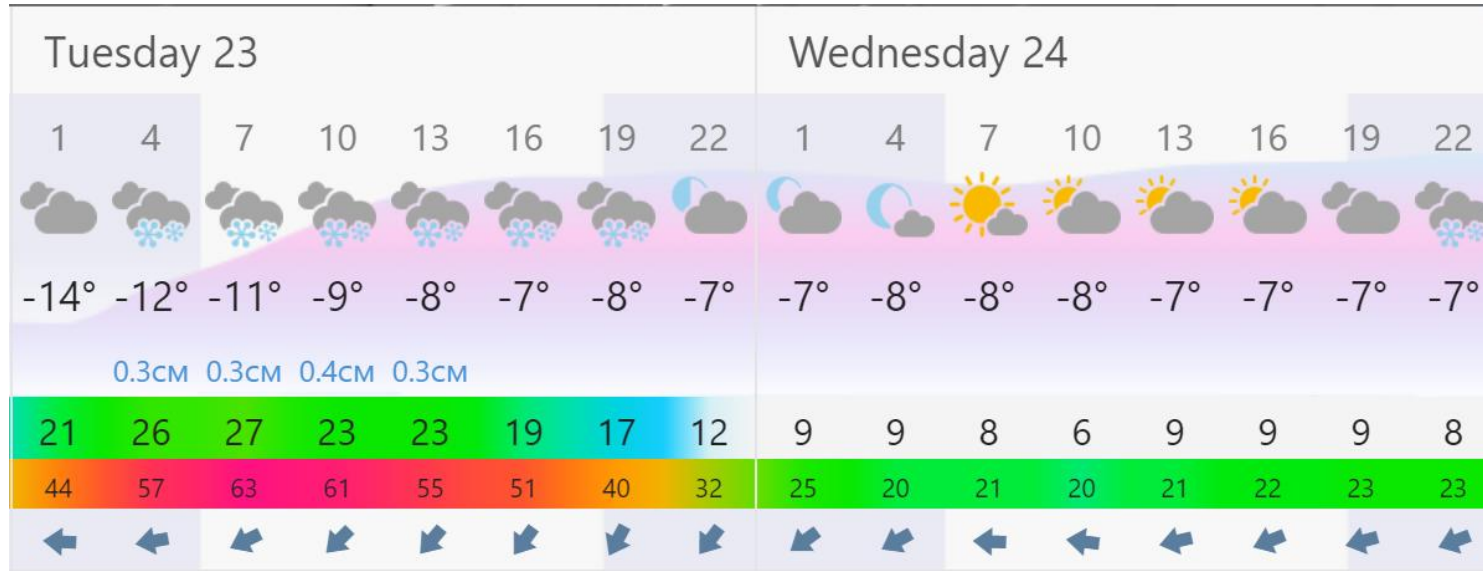 Tuesday 23 Wednesday 24
1 4 7 10 13 16 19 22 1 4 7 10 13 16 19 22
-14° -12° -11° -9° -8° -7° -8° -7° -7° -8° -8° -8° -7° -7° -7° -7°
0.3см 0.3см 0.4см 0.3см
21 26 27 23 23 19 17 12 9 9 8 6 9 9 9 8
44 57 63 61 55 51 40 32 25 20 21 20 21 22 23 23